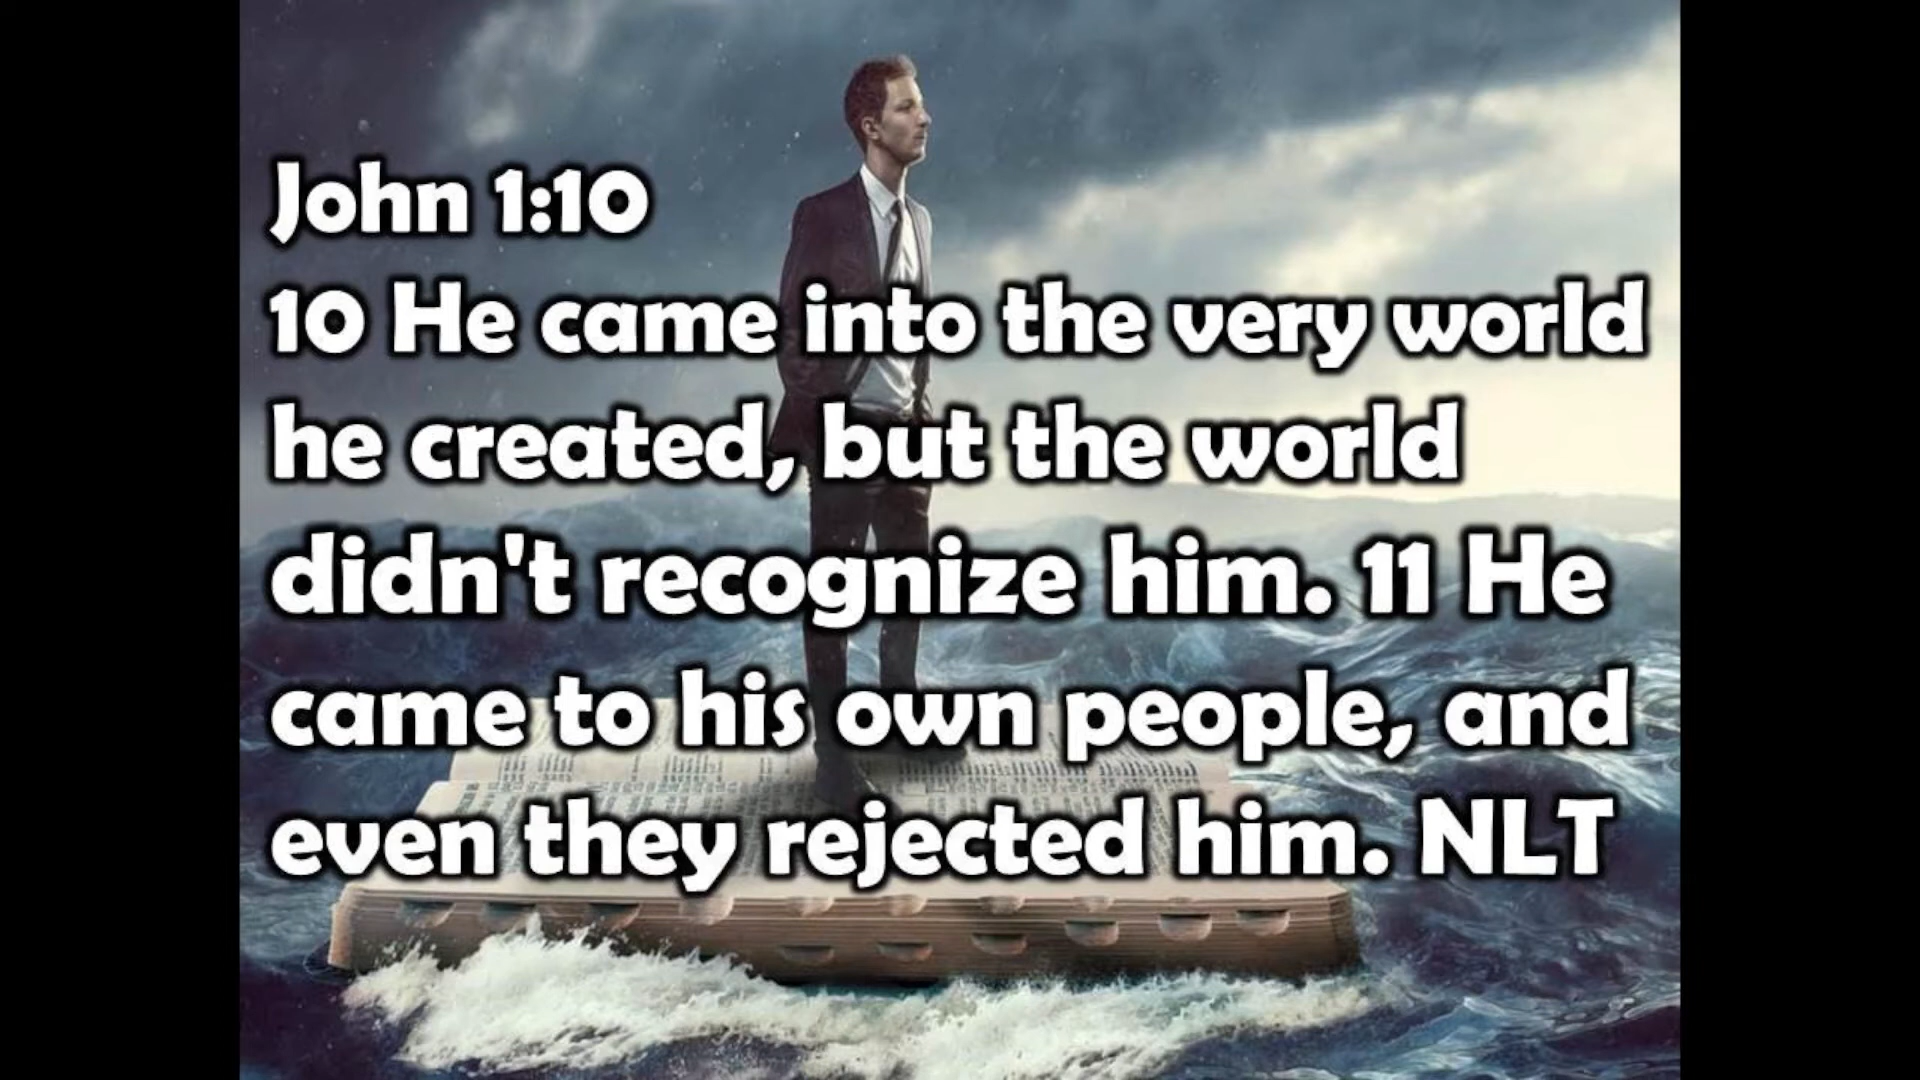 John 1:10
10 He came into the very world
he created, but the world
didn't recognize him. 11 He
came to his own people, and
even they rejected him. NLT